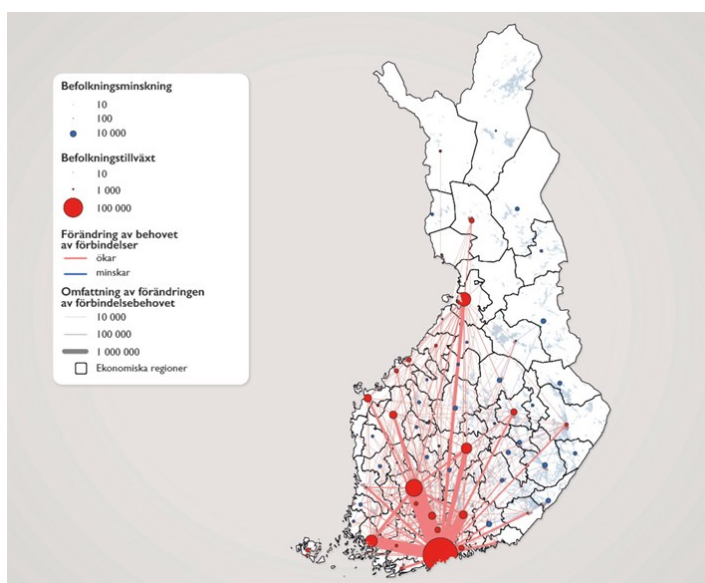 Befolkningsminskning
10
100
10 000
Befolkningstillväxt
10
1 000
100 000
Förändring av behovet
av förbindelser
ökar
minskar
Omfattning av förändringen
av förbindelsebehovet
10 000
100 000
1 000 000
Ekonomiska regioner